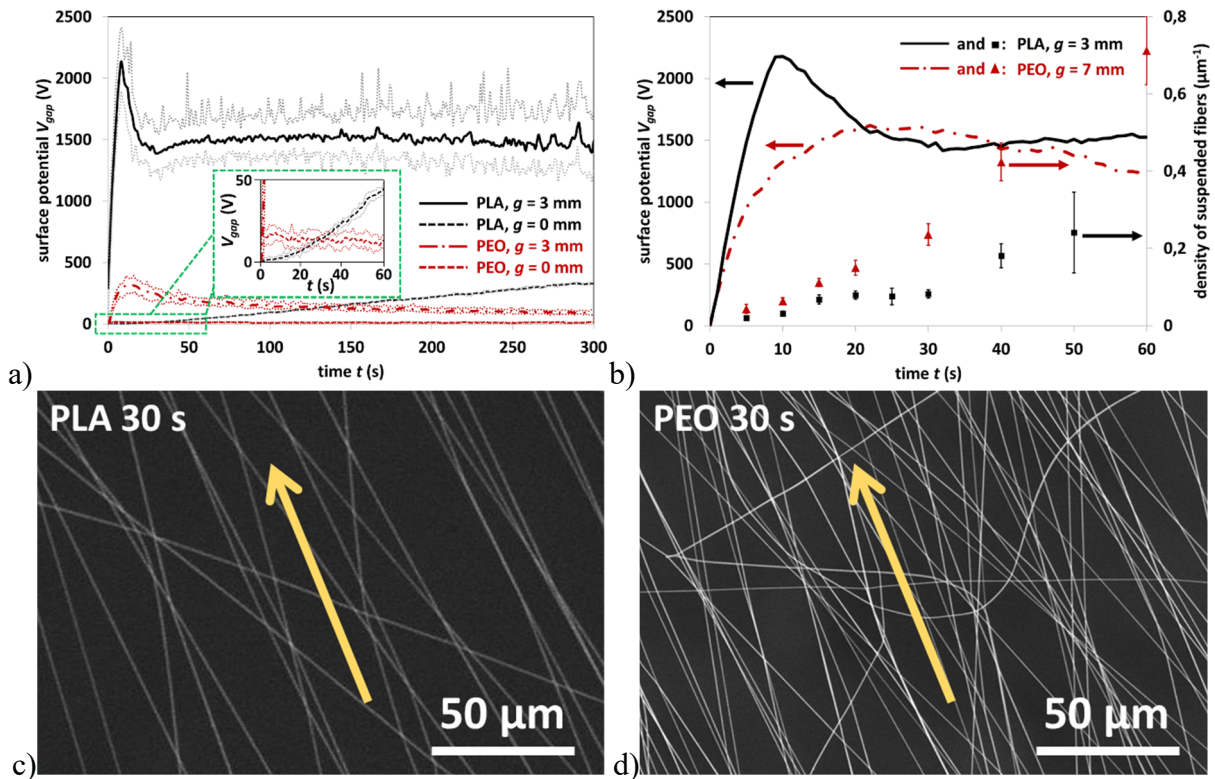 a)
surface potential Vgap (V)
2500
2000
1500
1000
500
0
0 50 100 150 200 250 300
time t (s)
PLA, g = 3 mm
PLA, g = 0 mm
PEO, g = 3 mm
PEO, g = 0 mm
Vgap (V)
50
0
0 20 40 60
t (s)
b)
surface potential Vgap (V)
2500
2000
1500
1000
500
0
0 10 20 30 40 50 60
time t (s)
and ■: PLA, g = 3 mm
and ▲: PEO, g = 7 mm
0,8
0,6
0,4
0,2
0
density of suspended fibers (µm⁻¹)
c)
PLA 30 s
50 µm
d)
PEO 30 s
50 µm